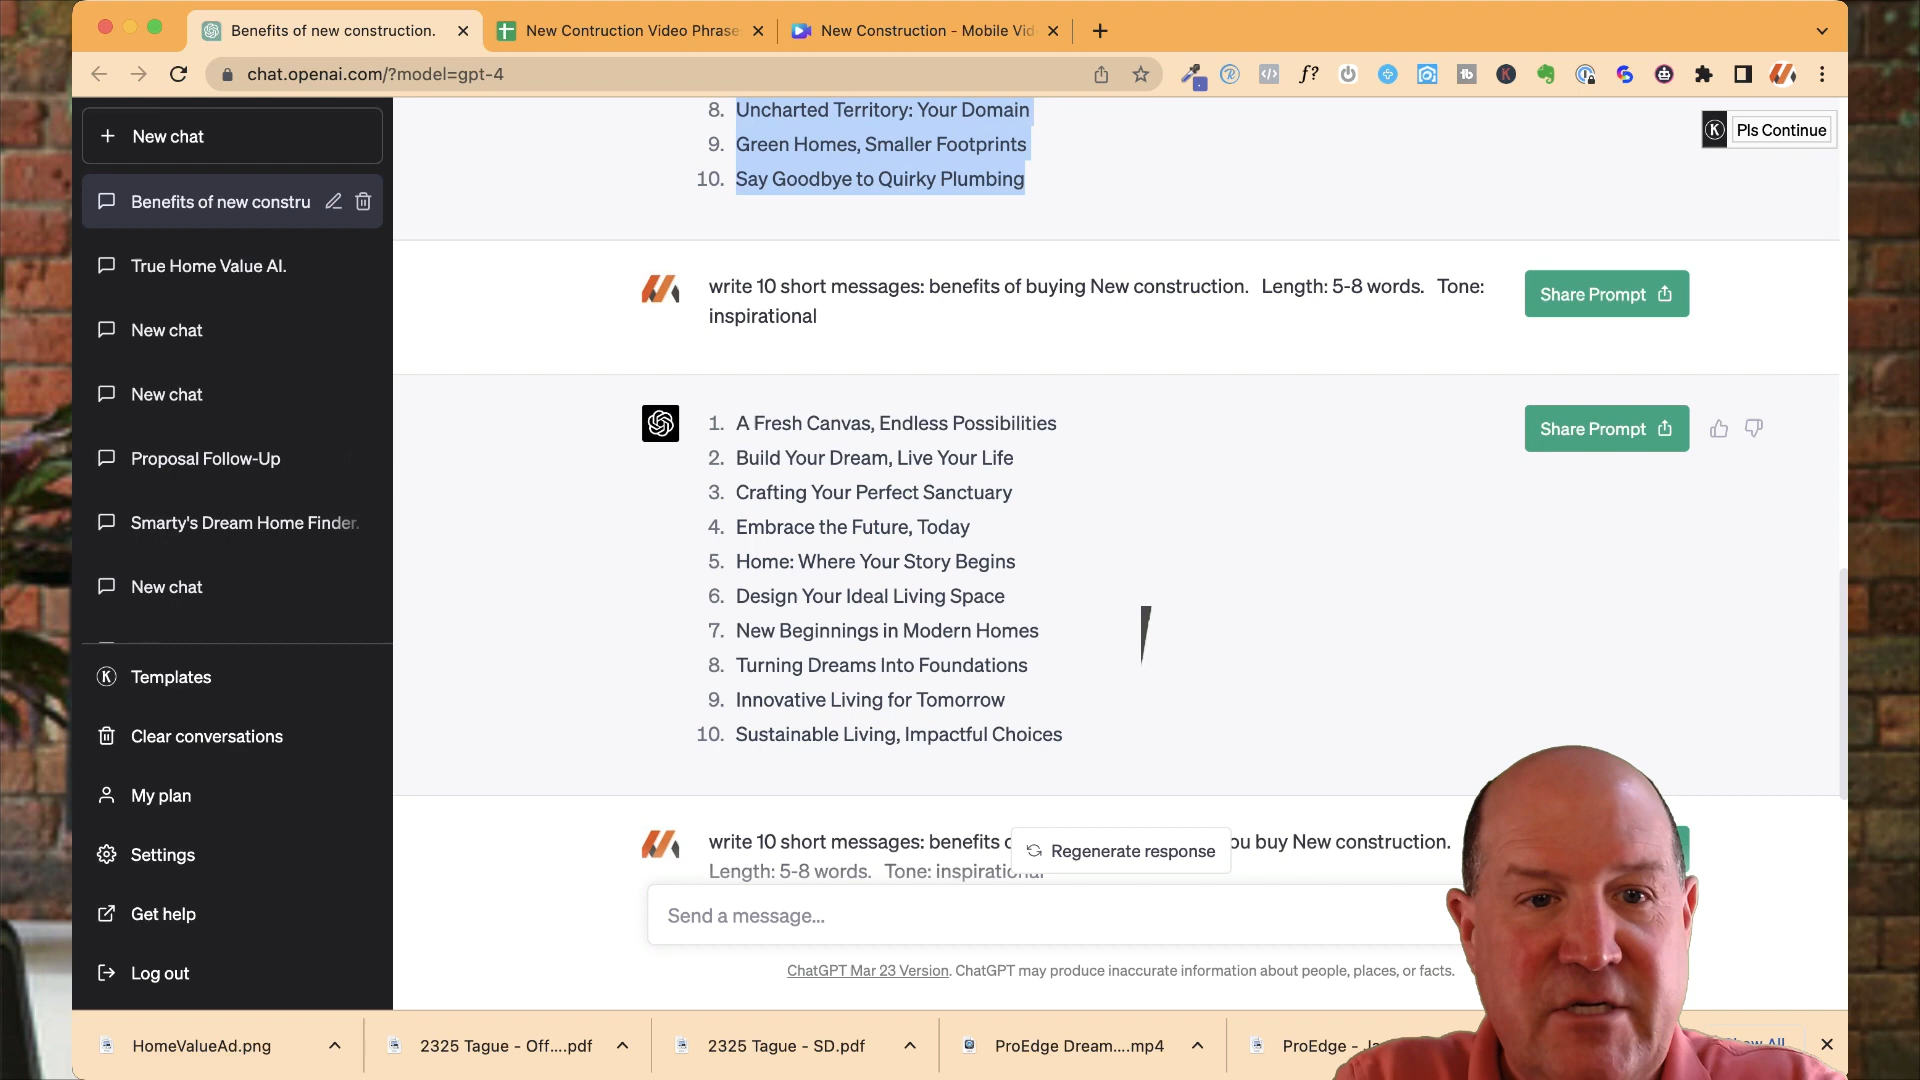 Benefits of new construction.
New Contruction Video Phrase
New Construction - Mobile Vid
chat.openai.com/?model=gpt-4
Pls Continue
New chat
Benefits of new constru
True Home Value AI.
New chat
New chat
Proposal Follow-Up
Smarty's Dream Home Finder.
New chat
Templates
Clear conversations
My plan
Settings
Get help
Log out
8. Uncharted Territory: Your Domain
9. Green Homes, Smaller Footprints
10. Say Goodbye to Quirky Plumbing
write 10 short messages: benefits of buying New construction. Length: 5-8 words. Tone:
inspirational
Share Prompt
1. A Fresh Canvas, Endless Possibilities
2. Build Your Dream, Live Your Life
3. Crafting Your Perfect Sanctuary
4. Embrace the Future, Today
5. Home: Where Your Story Begins
6. Design Your Ideal Living Space
7. New Beginnings in Modern Homes
8. Turning Dreams Into Foundations
9. Innovative Living for Tomorrow
10. Sustainable Living, Impactful Choices
Share Prompt
write 10 short messages: benefits
Regenerate response
buy New construction.
Length: 5-8 words. Tone:
Send a message...
ChatGPT Mar 23 Version. ChatGPT may produce inaccurate information about people, places, or facts.
HomeValueAd.png
2325 Tague - Off....pdf
2325 Tague - SD.pdf
ProEdge Dream....mp4
ProEdge -
All